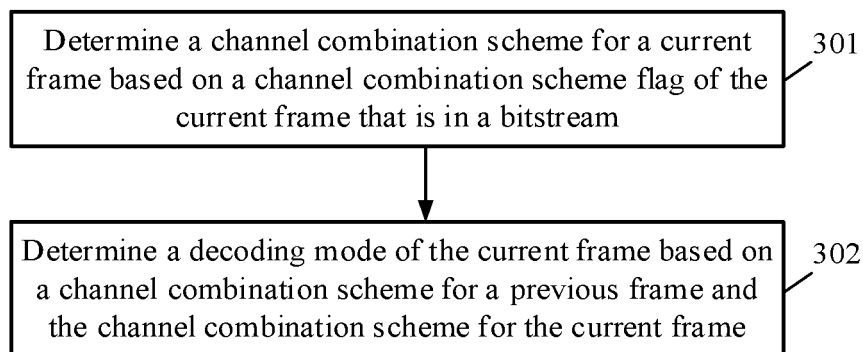 Determine a channel combination scheme for a current
frame based on a channel combination scheme flag of the
current frame that is in a bitstream
301
Determine a decoding mode of the current frame based on
a channel combination scheme for a previous frame and
the channel combination scheme for the current frame
302